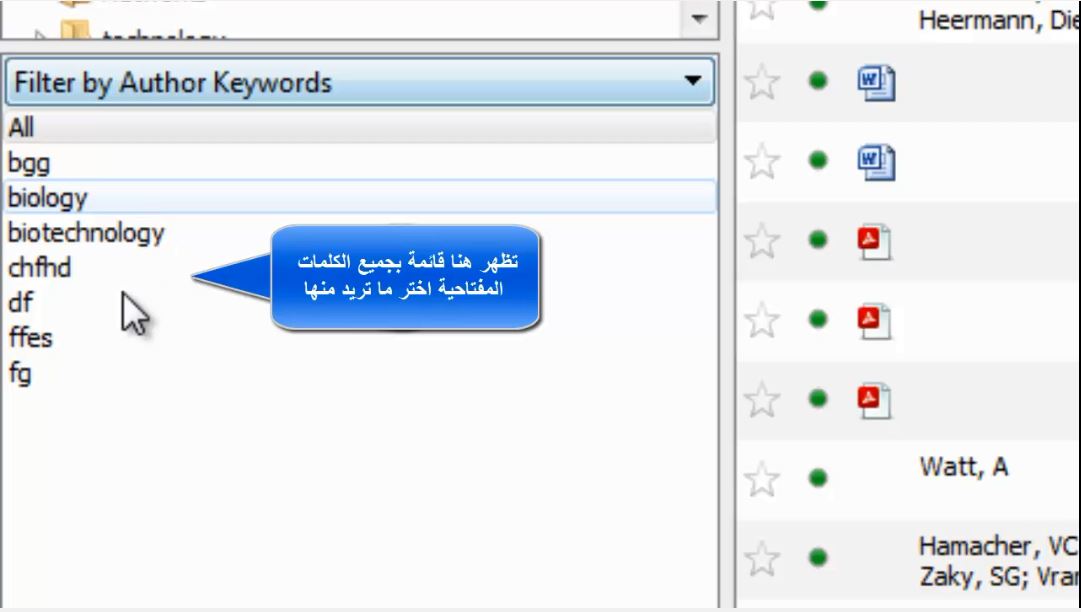 technology
Filter by Author Keywords
All
bgg
biology
biotechnology
chfhd
df
ffes
fg
تظهر هنا قائمة بجميع الكلمات
المفتاحية اختر ما تريد منها
Heermann, Die
Watt, A
Hamacher, VC
Zaky, SG; Vran